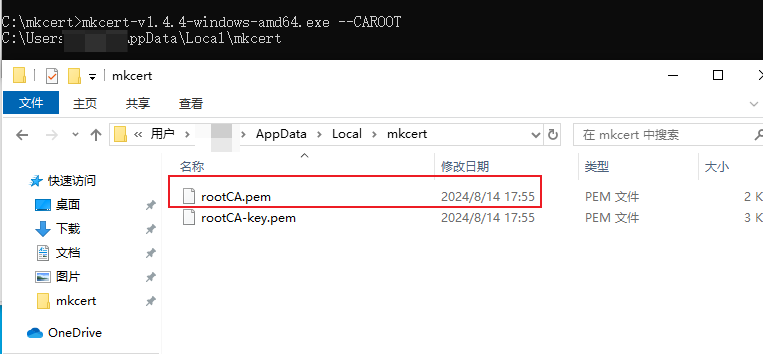 C:\mkcert>mkcert-v1.4.4-windows-amd64.exe --CAROOT
C:\Users ppData\Local\mkcert
mkcert
文件 主页 共享 查看
« 用户 › › AppData › Local › mkcert
在 mkcert 中搜索
名称 修改日期 类型 大小
快速访问
桌面
下载
文档
图片
mkcert
OneDrive
rootCA.pem 2024/8/14 17:55 PEM 文件 2 K
rootCA-key.pem 2024/8/14 17:55 PEM 文件 3 K